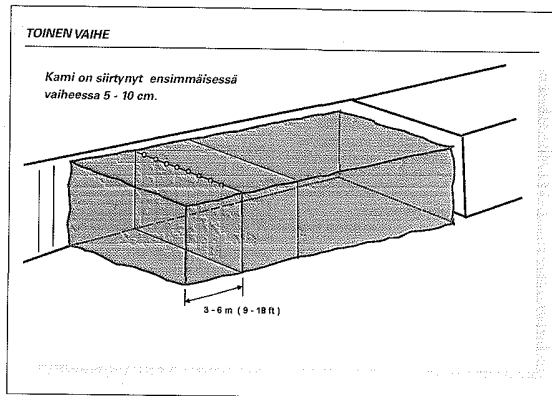 TOINEN VAIHE
Kami on siirtynyt ensimmäisessä
vaiheessa 5 - 10 cm.
3 - 6 m ( 9 - 18 ft )